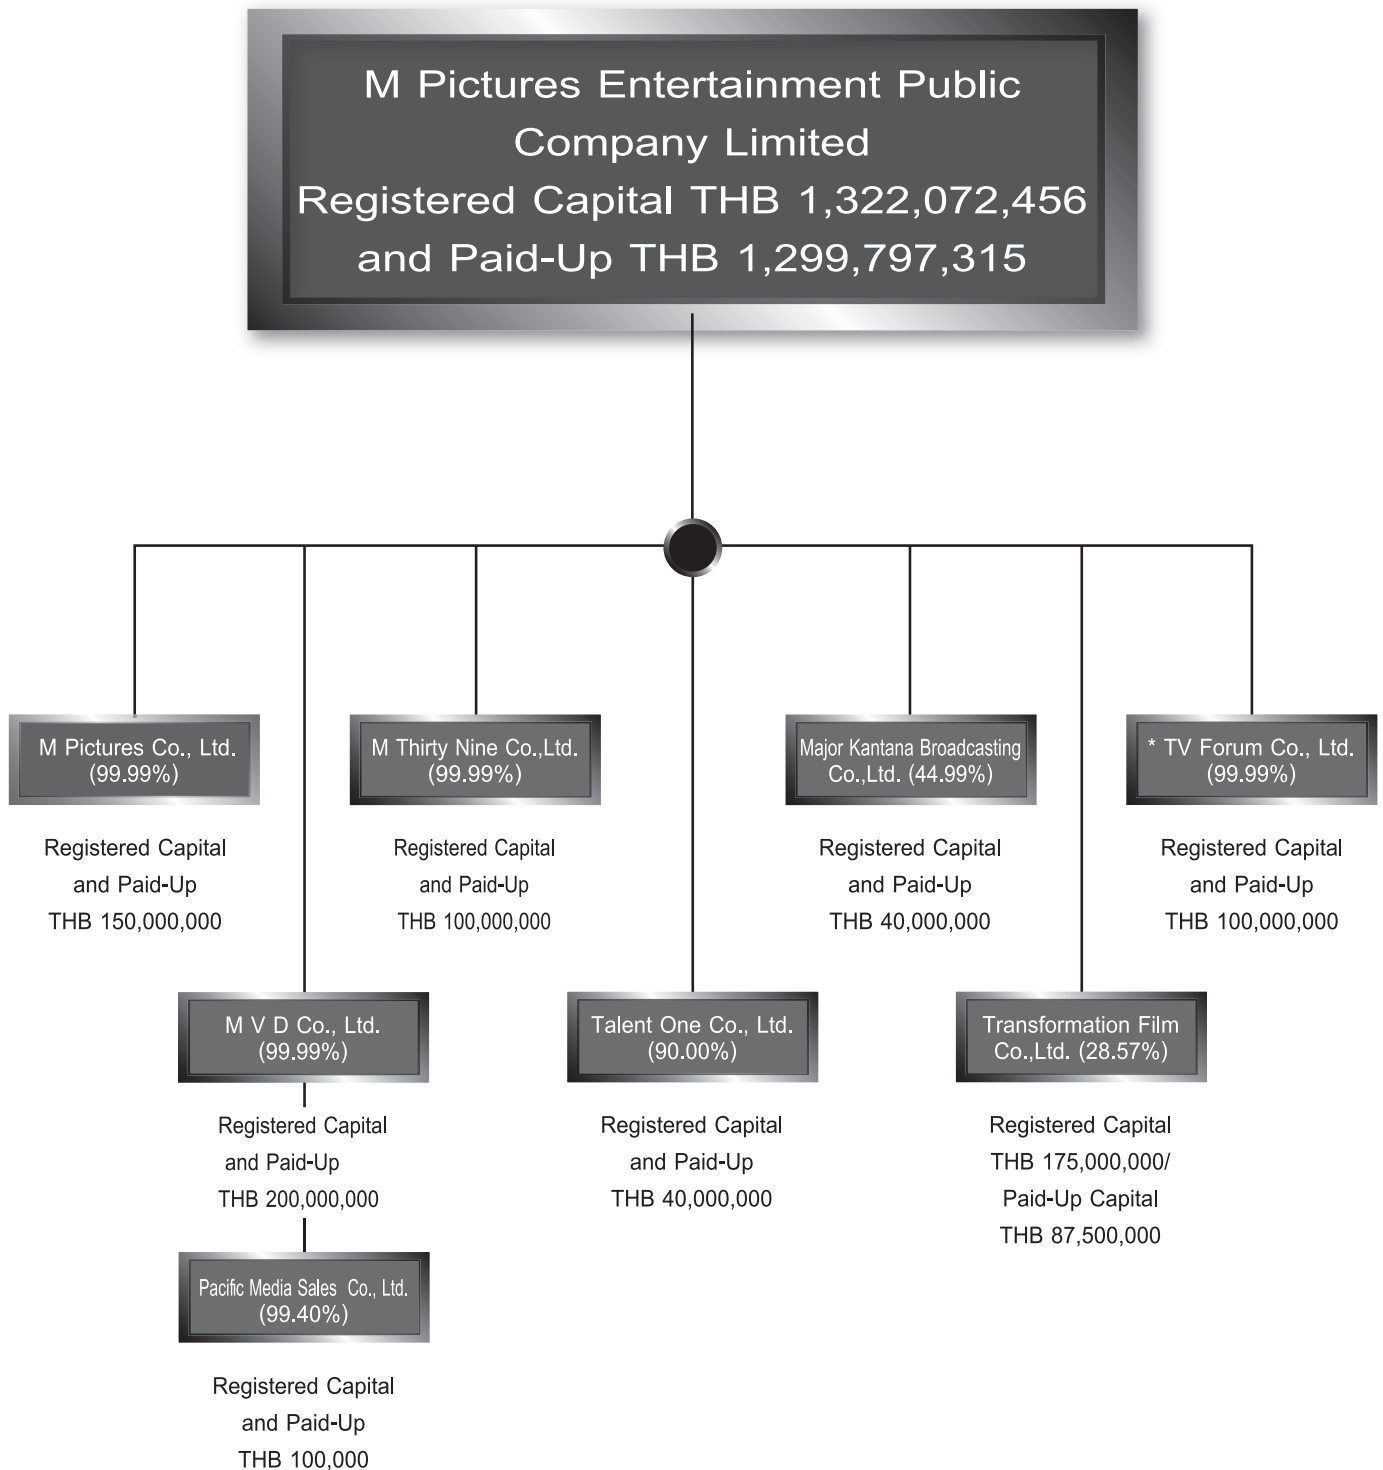 M Pictures Entertainment Public
Company Limited
Registered Capital THB 1,322,072,456
and Paid-Up THB 1,299,797,315
M Pictures Co., Ltd.
(99.99%)
Registered Capital
and Paid-Up
THB 150,000,000
M Thirty Nine Co.,Ltd.
(99.99%)
Registered Capital
and Paid-Up
THB 100,000,000
Major Kantana Broadcasting
Co.,Ltd. (44.99%)
Registered Capital
and Paid-Up
THB 40,000,000
* TV Forum Co., Ltd.
(99.99%)
Registered Capital
and Paid-Up
THB 100,000,000
M V D Co., Ltd.
(99.99%)
Registered Capital
and Paid-Up
THB 200,000,000
Talent One Co., Ltd.
(90.00%)
Registered Capital
and Paid-Up
THB 40,000,000
Transformation Film
Co.,Ltd. (28.57%)
Registered Capital
THB 175,000,000/
Paid-Up Capital
THB 87,500,000
Pacific Media Sales Co., Ltd.
(99.40%)
Registered Capital
and Paid-Up
THB 100,000